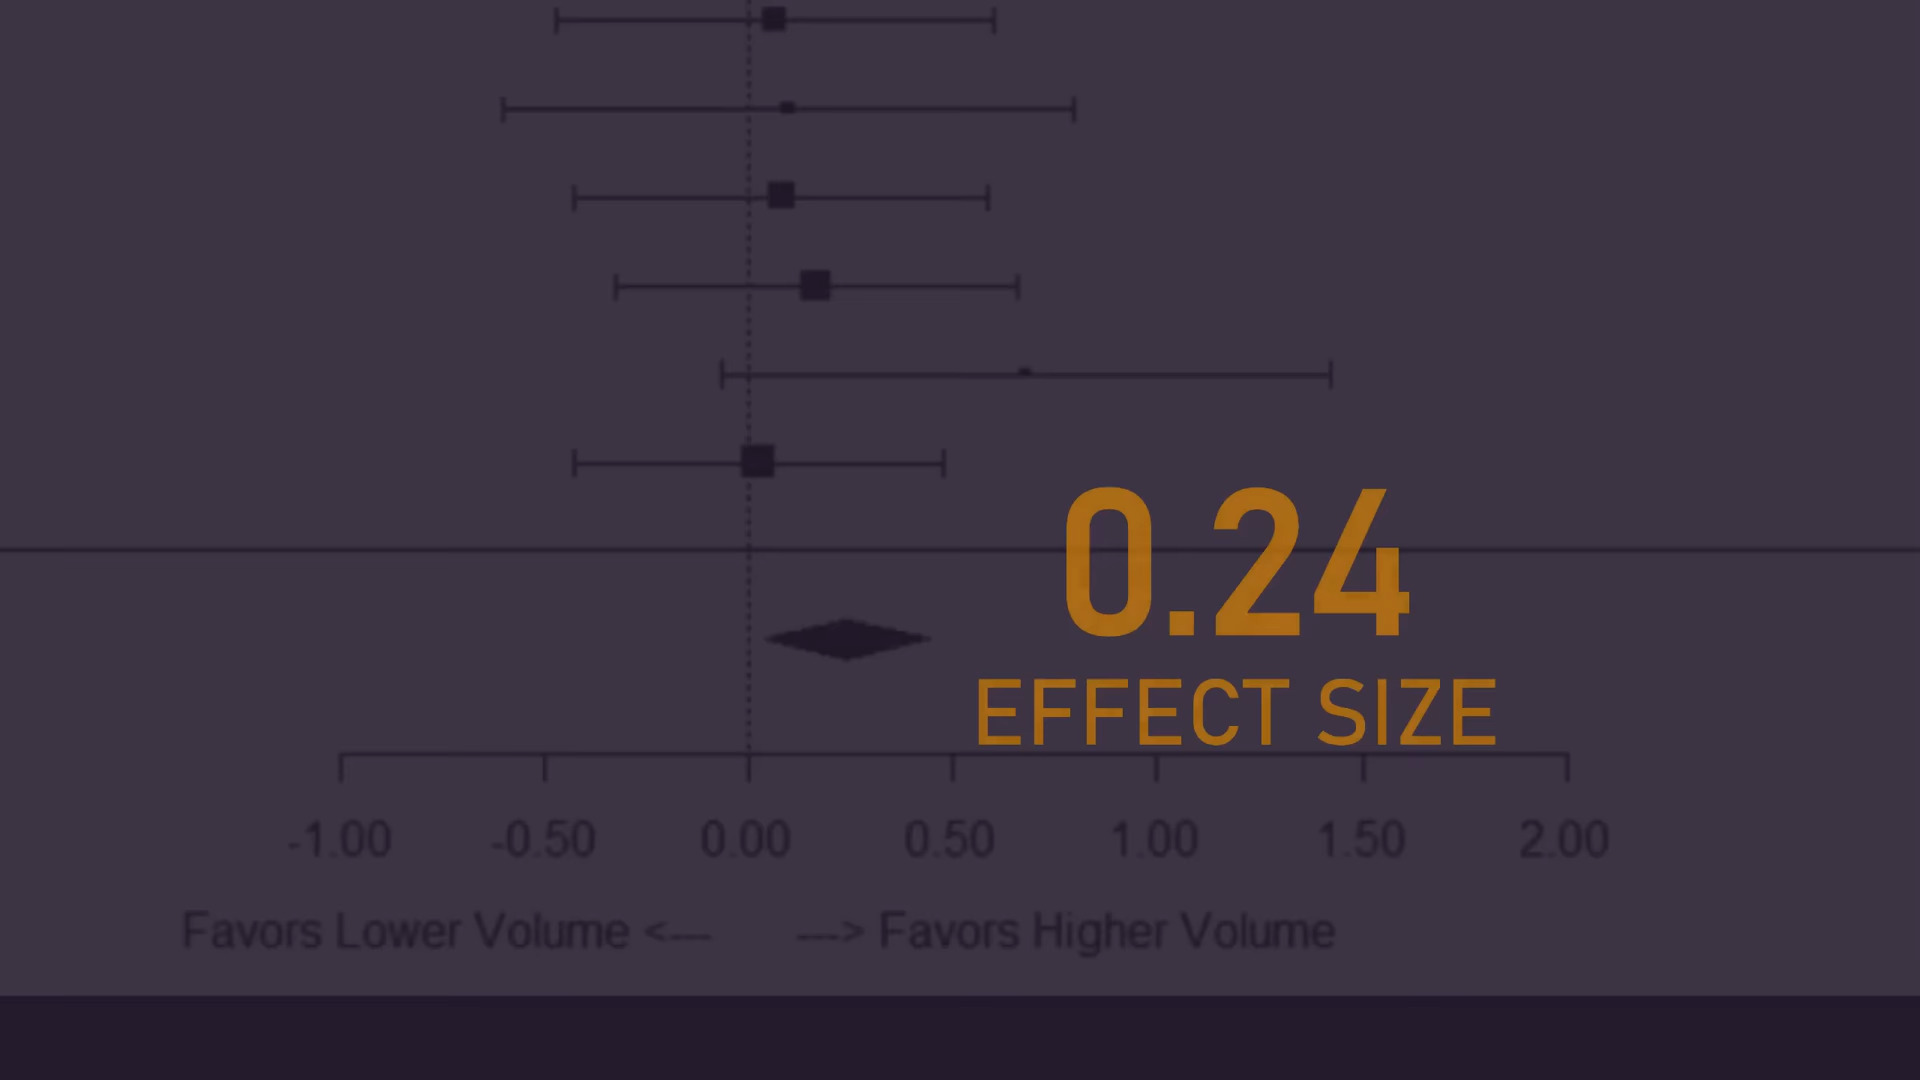 0.24
EFFECT SIZE
-1.00 -0.50 0.00 0.50 1.00 1.50 2.00
Favors Lower Volume <--- ---> Favors Higher Volume